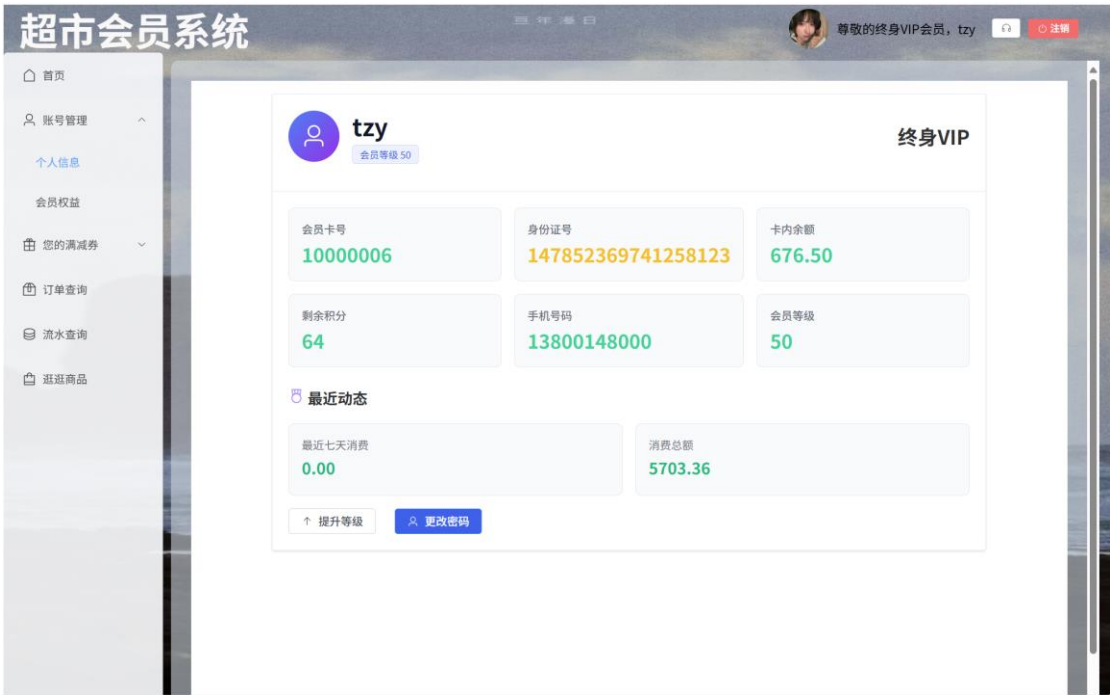 超市会员系统
尊敬的终身VIP会员，tzy
注销
首页
账号管理
个人信息
会员权益
您的满减券
订单查询
流水查询
逛逛商品
tzy
会员等级 50
终身VIP
会员卡号
10000006
身份证号
147852369741258123
卡内余额
676.50
剩余积分
64
手机号码
13800148000
会员等级
50
最近动态
最近七天消费
0.00
消费总额
5703.36
提升等级
更改密码